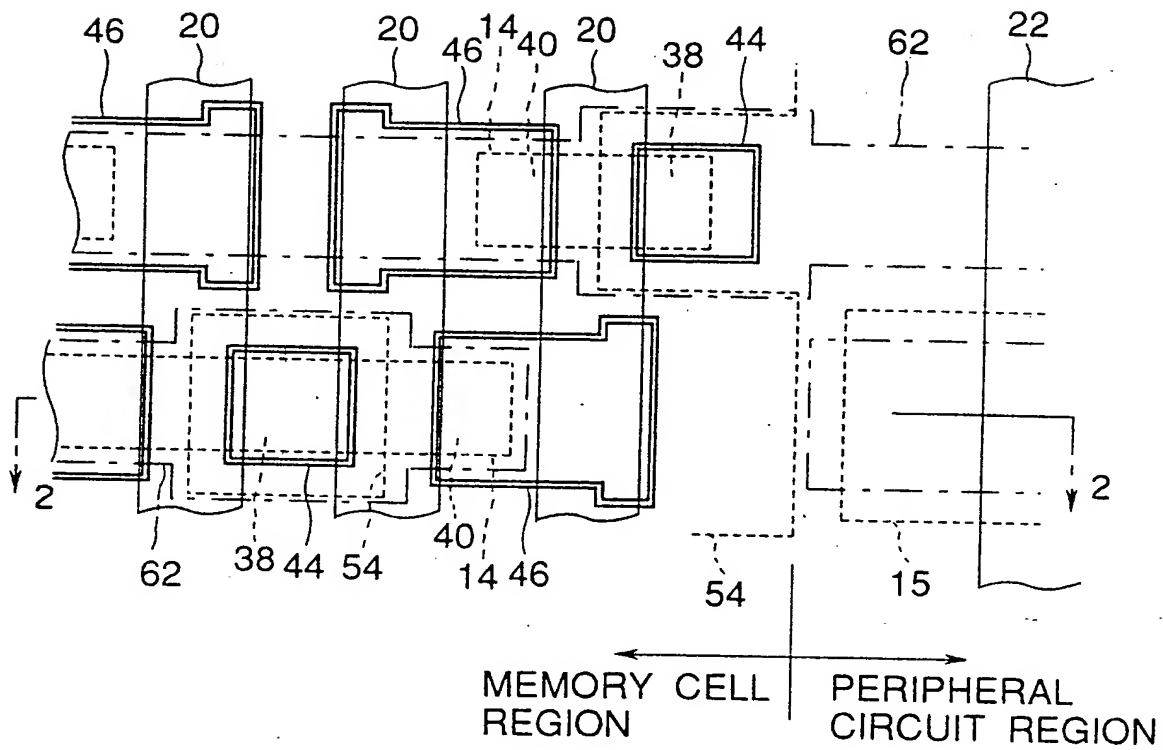 46 20 20 46 14 40 20 38 44 62 22
2 2
62 38 44 54 40 14 46 54 15
MEMORY CELL REGION
PERIPHERAL CIRCUIT REGION